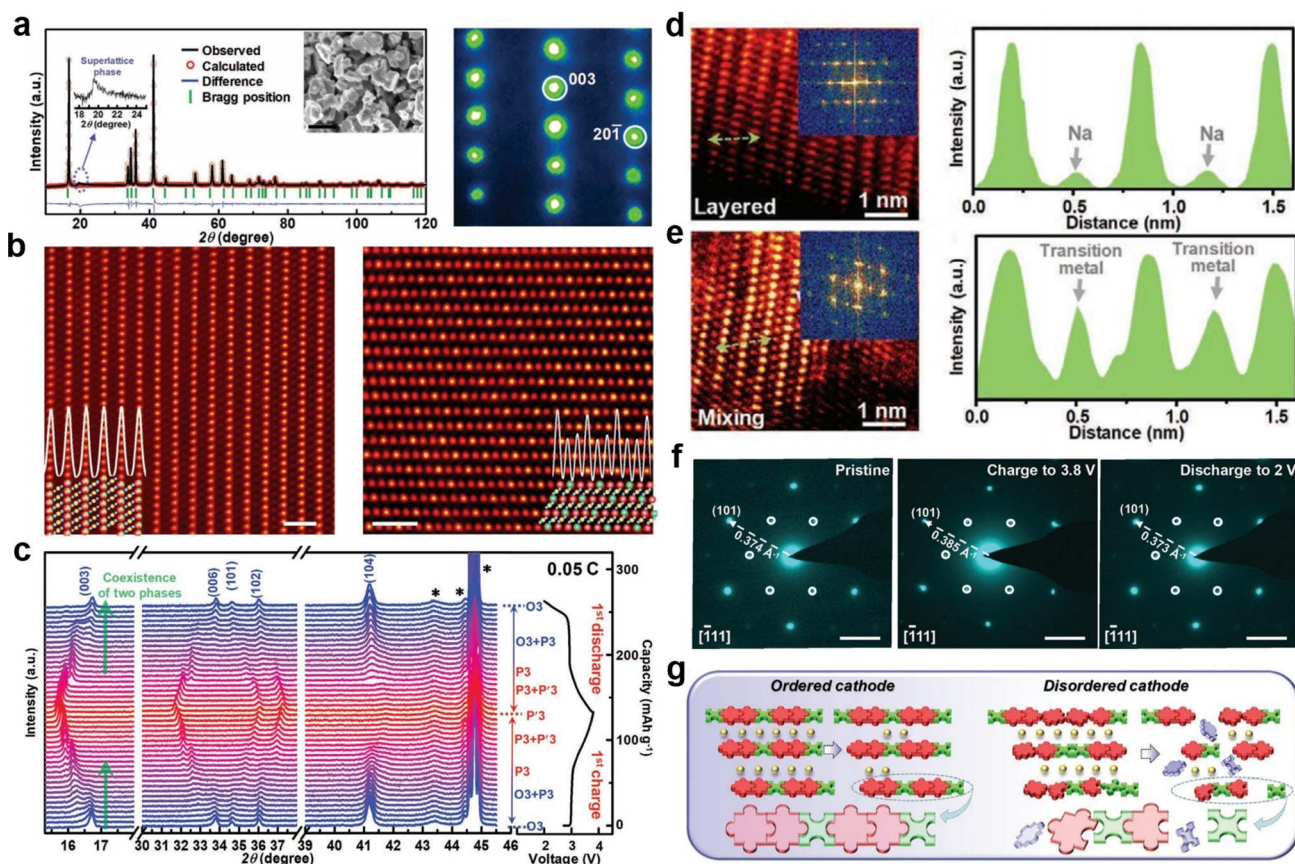 a
Intensity (a.u.)
Superlattice
phase
18 20 22 24
2θ (degree)
Observed
Calculated
Difference
Bragg position
20 40 60 80 100 120
2θ (degree)
003
201̄
b
c
Intensity (a.u.)
(003)
Coexistence
of two phases
(006)
(101)
(102)
(104)
*
*
*
0.05 C
O3
O3+P3
P3
P3+P'3
P'3
P3+P'3
P3
O3+P3
O3
1st discharge
1st charge
300
200
100
0
Capacity (mAh g⁻¹)
16 17 30 31 32 33 34 35 36 37 39 40 41 42 43 44 45 46
2θ (degree)
2 3 4
Voltage (V)
d
Layered
1 nm
Intensity (a.u.)
Na
Na
0.0 0.5 1.0 1.5
Distance (nm)
e
Mixing
1 nm
Intensity (a.u.)
Transition
metal
Transition
metal
0.0 0.5 1.0 1.5
Distance (nm)
f
Pristine
(101)
0.374 Å⁻¹
[1̄11]
Charge to 3.8 V
(101)
0.385 Å⁻¹
[1̄11]
Discharge to 2 V
(101)
0.373 Å⁻¹
[1̄11]
g
Ordered cathode
Disordered cathode